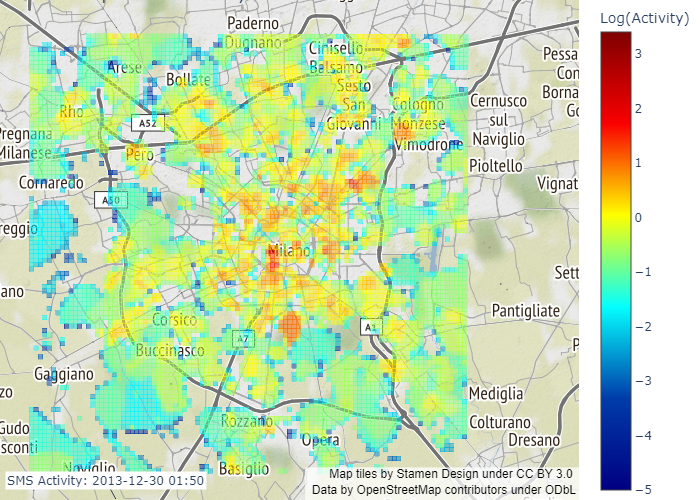 Log(Activity)
3
2
1
0
−1
−2
−3
−4
−5
Paderno
Dugnano
Cinisello
Balsamo
Arese
Bollate
Sesto
San
Giovanni
Rho
Cologno
Monzese
Pessa
Con
Borna
Go
Cernusco
sul
Naviglio
A52
Pregnana
Milanese
Pero
Vimodrone
Pioltello
Cornaredo
Vignat
A50
reggio
Milano
Sett
ano
Pantigliate
Corsico
A7
A1
P
Buccinasco
Gaggiano
zo
Mediglia
Rozzano
Colturano
Gudo
sconti
Opera
Dresano
Noviglio
Basiglio
SMS Activity: 2013-12-30 01:50
Map tiles by Stamen Design under CC BY 3.0
Data by OpenStreetMap contributors under ODbL